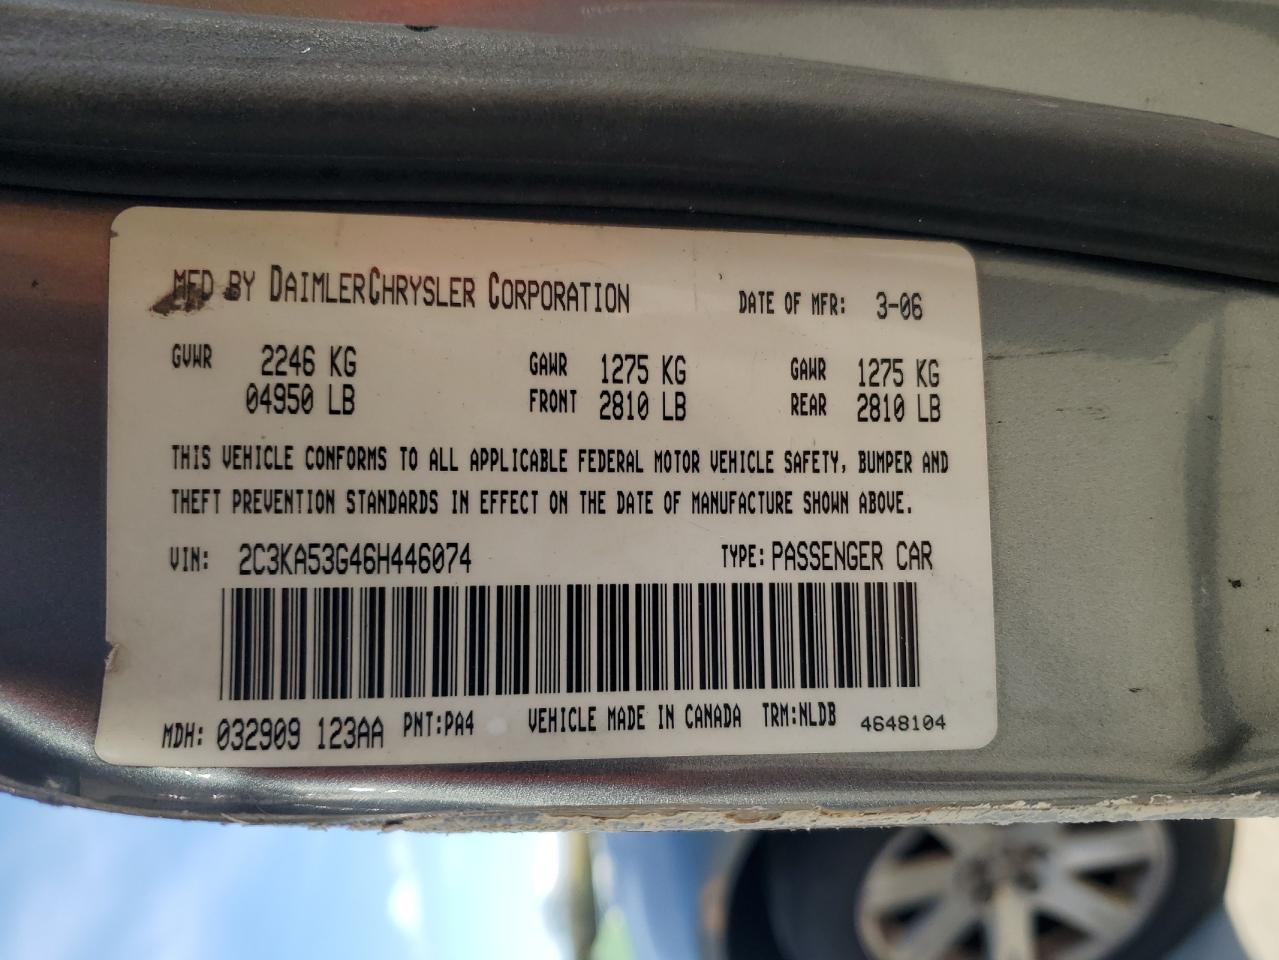 MFD BY DAIMLERCHRYSLER CORPORATION DATE OF MFR: 3-06
GVWR 2246 KG GAWR 1275 KG GAWR 1275 KG
04950 LB FRONT 2810 LB REAR 2810 LB
THIS VEHICLE CONFORMS TO ALL APPLICABLE FEDERAL MOTOR VEHICLE SAFETY, BUMPER AND
THEFT PREVENTION STANDARDS IN EFFECT ON THE DATE OF MANUFACTURE SHOWN ABOVE.
VIN: 2C3KA53G46H446074 TYPE: PASSENGER CAR
MDH: 032909 123AA PNT:PA4 VEHICLE MADE IN CANADA TRM:NLDB 4648104